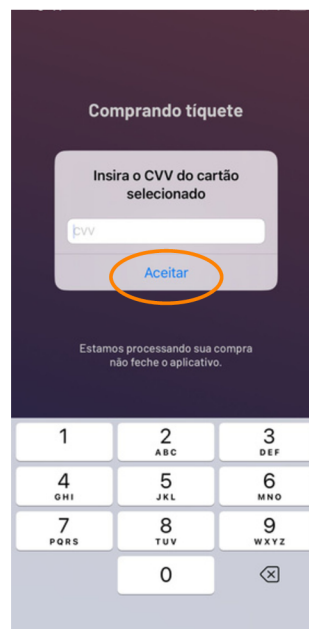 Comprando tíquete
Insira o CVV do cartão
selecionado
CVV
Aceitar
Estamos processando sua compra
não feche o aplicativo.
1 2 3
ABC DEF
4 5 6
GHI JKL MNO
7 8 9
PQRS TUV WXYZ
0